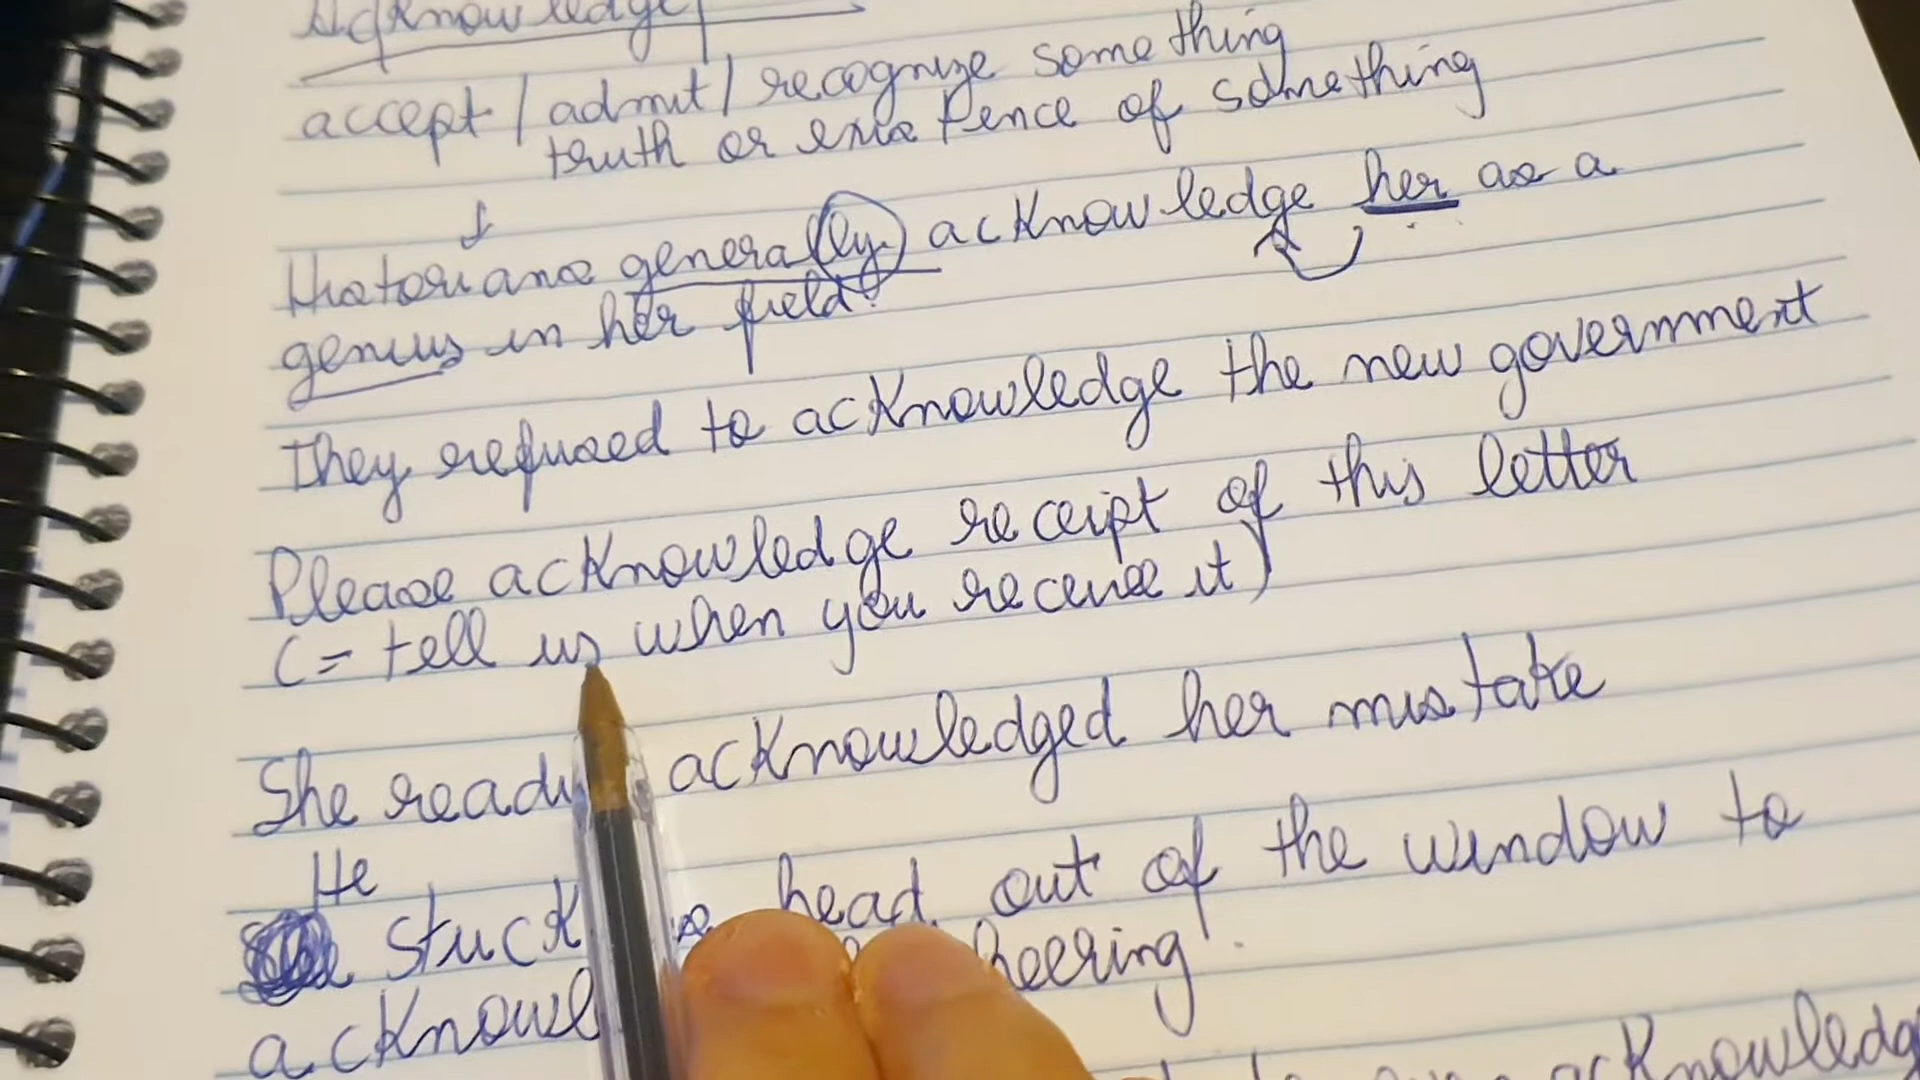 Acknowledge
accept / admit / recognize something
truth or existence of something
Historians generally acknowledge her as a
genius in her field.
They refused to acknowledge the new government
Please acknowledge receipt of this letter
(= tell us when you receive it)
She acknowledged her mistake
He
stuck head out of the window to